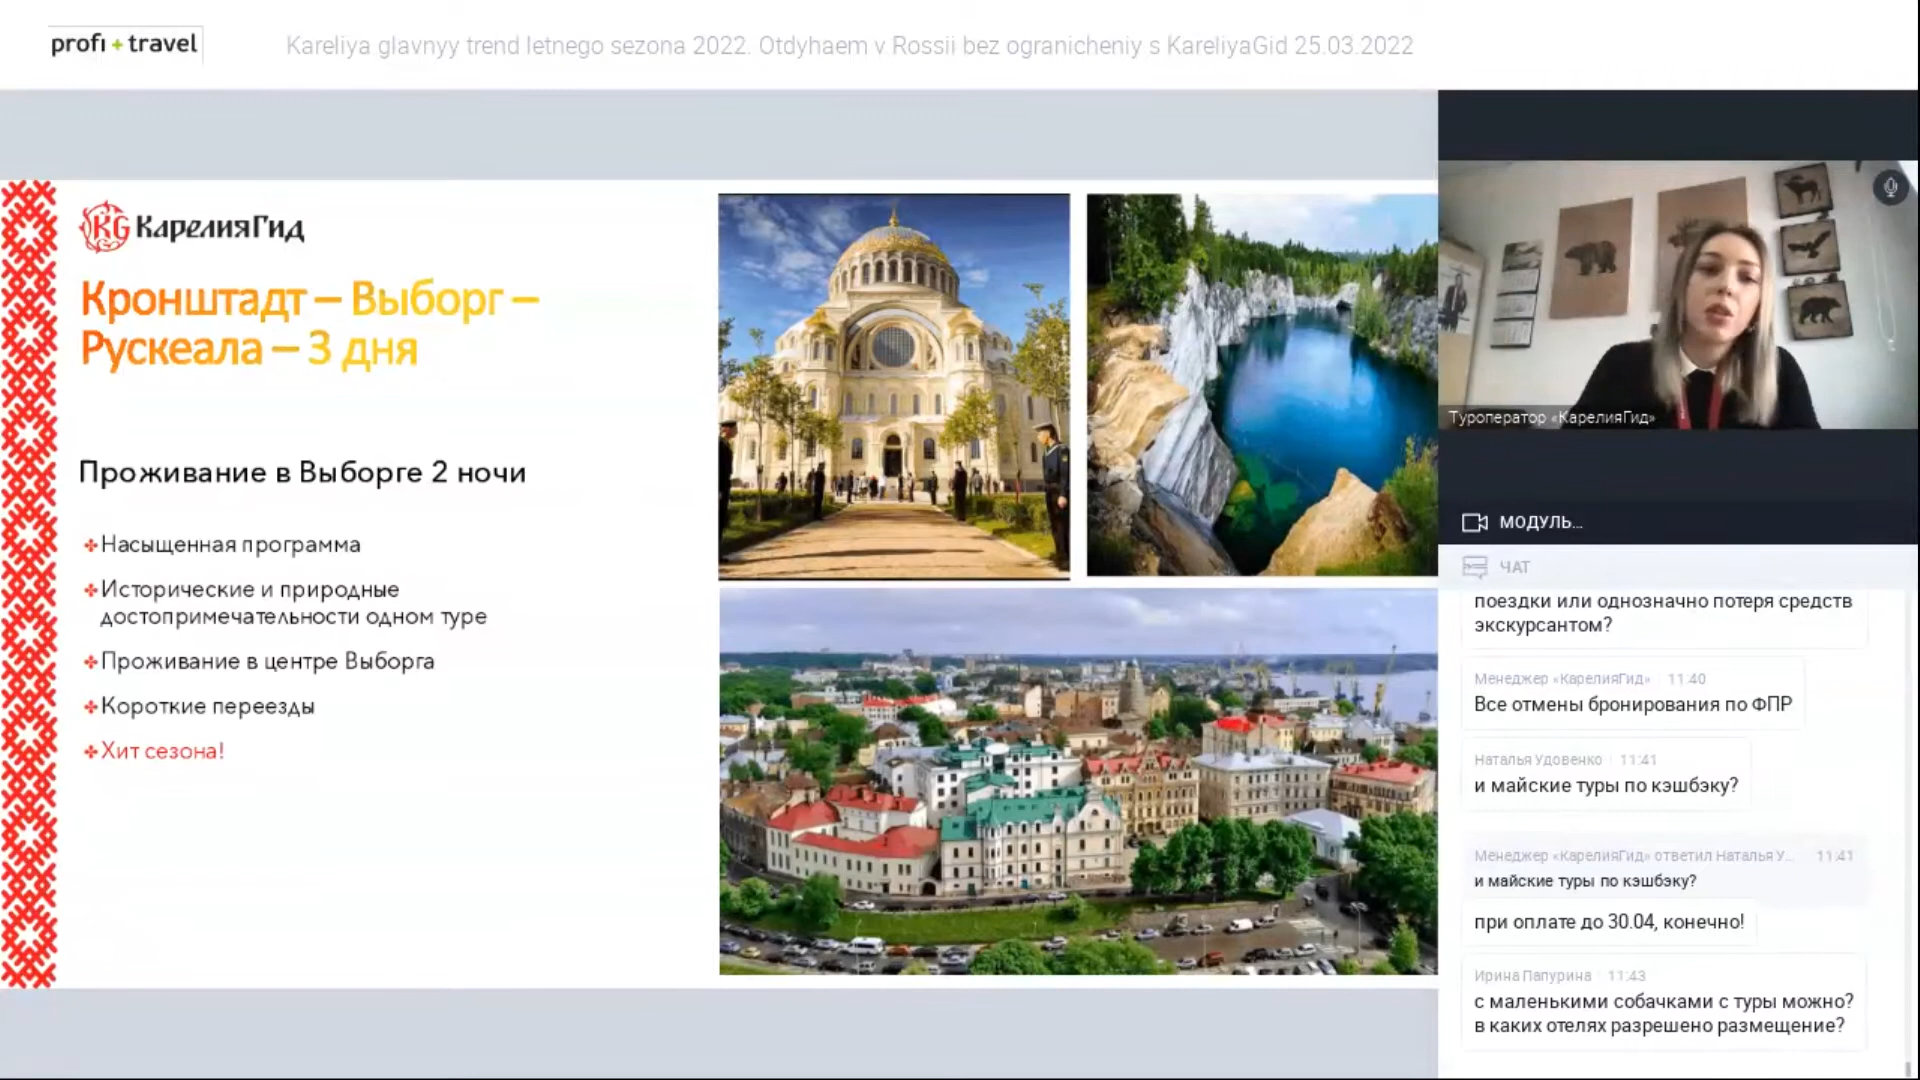 profi + travel
Kareliya glavnyy trend letnego sezona 2022. Otdyhaem v Rossii bez ogranicheniy s KareliyaGid 25.03.2022
KG КарелияГид
Кронштадт – Выборг –
Рускеала – 3 дня
Проживание в Выборге 2 ночи
Насыщенная программа
Исторические и природные
достопримечательности одном туре
Проживание в центре Выборга
Короткие переезды
Хит сезона!
Туроператор «КарелияГид»
МОДУЛЬ...
ЧАТ
поездки или однозначно потеря средств
экскурсантом?
Менеджер «КарелияГид» 11:40
Все отмены бронирования по ФПР
Наталья Удовенко 11:41
и майские туры по кэшбэку?
Менеджер «КарелияГид» ответил Наталья У... 11:41
и майские туры по кэшбэку?
при оплате до 30.04, конечно!
Ирина Папурина 11:43
с маленькими собачками с туры можно?
в каких отелях разрешено размещение?